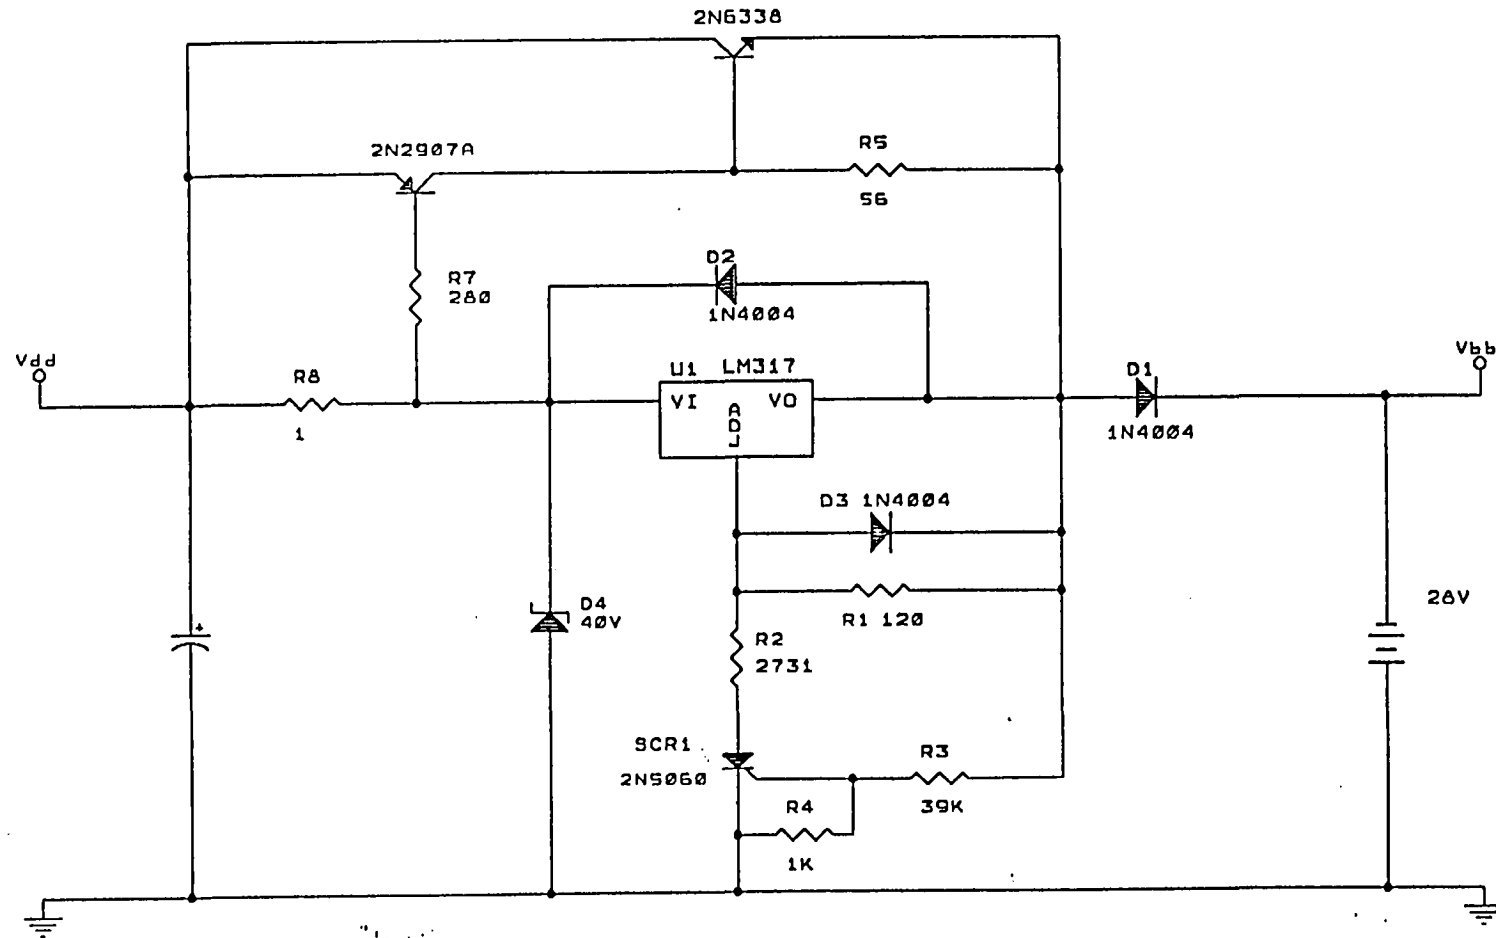 2N6338
R5
56
2N2907A
R7
280
D2
1N4004
Vdd
R8
1
U1 LM317
VI VO
ADJ
D1
1N4004
Vbb
D3 1N4004
R1 120
D4
40V
R2
2731
28V
+
SCR1
2N5060
R3
39K
R4
1K